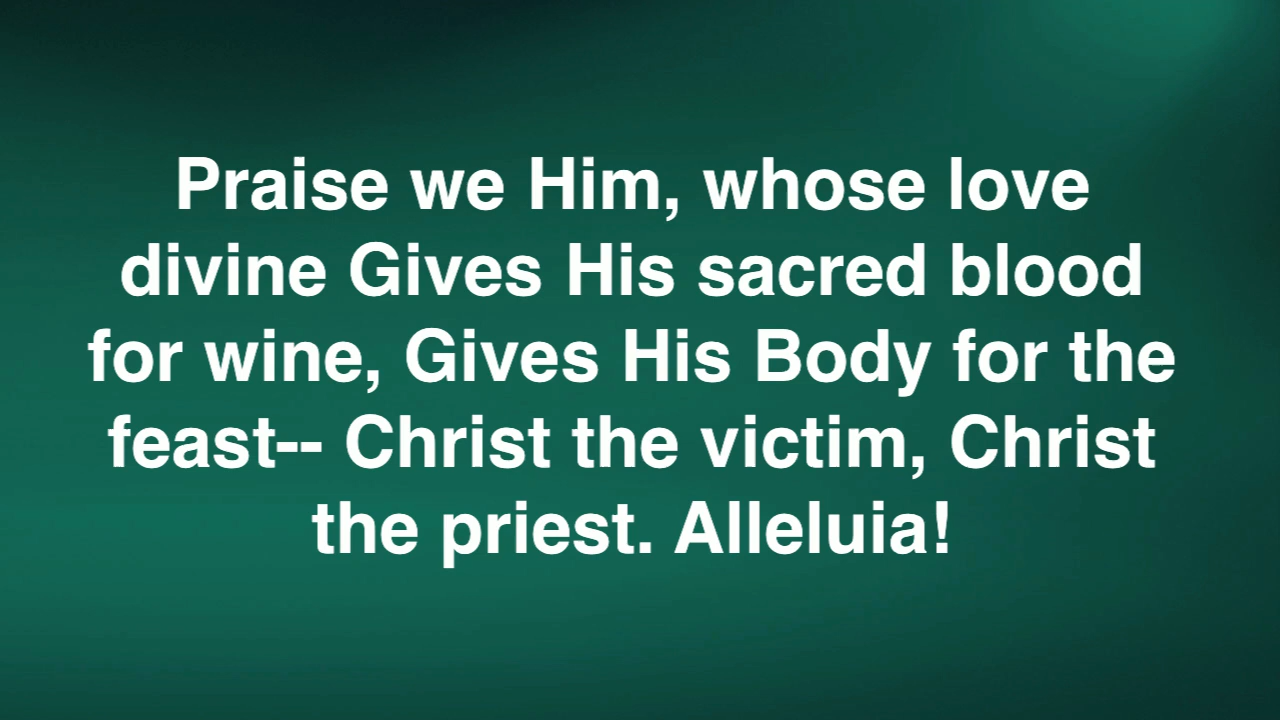 Praise we Him, whose love
divine Gives His sacred blood
for wine, Gives His Body for the
feast-- Christ the victim, Christ
the priest. Alleluia!